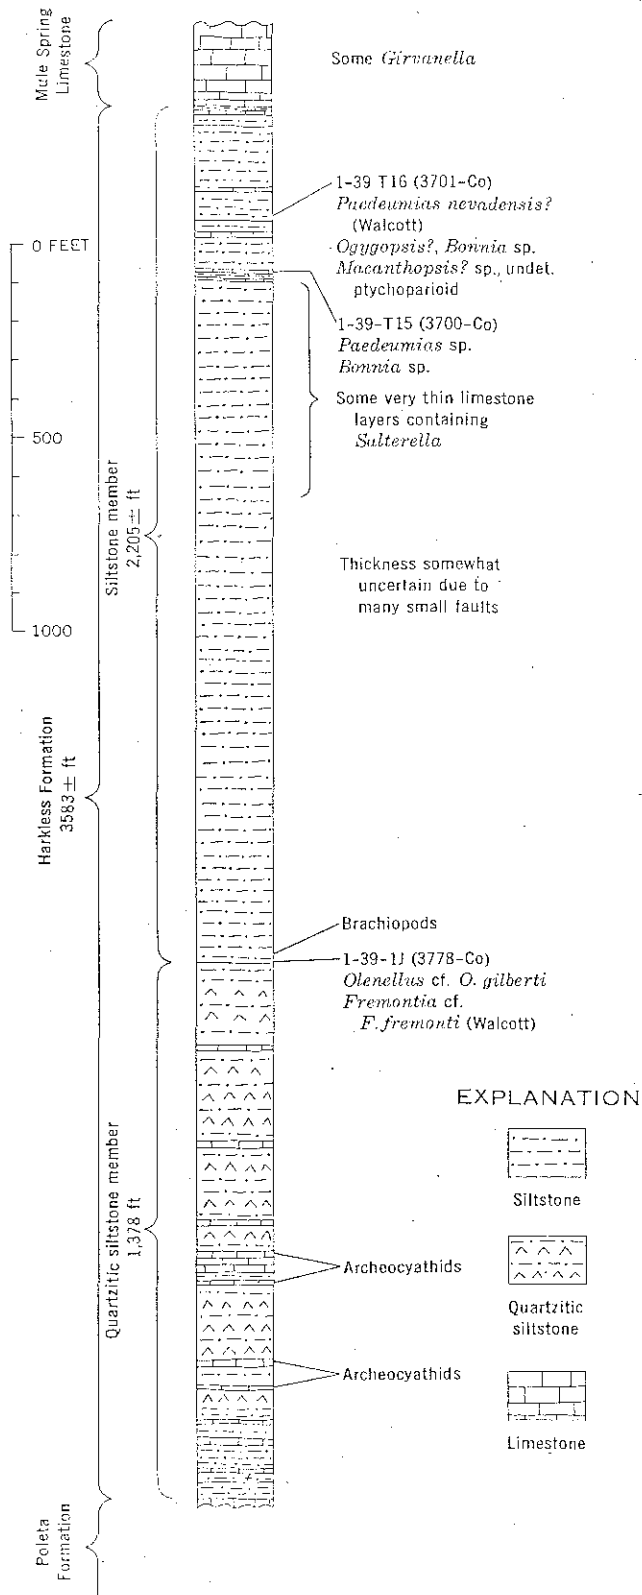 Mule Spring
Limestone
Some Girvanella
1-39 T16 (3701-Co)
Paedeumias nevadensis?
(Walcott)
Ogygopsis?, Bonnia sp.
Macanthopsis? sp., undet.
ptychoparioid
0 FEET
1-39-T15 (3700-Co)
Paedeumias sp.
Bonnia sp.
Some very thin limestone
layers containing
Salterella
500
Siltstone member
2,205± ft
Thickness somewhat
uncertain due to
many small faults
1000
Harkless Formation
3583± ft
Brachiopods
1-39-1J (3778-Co)
Olenellus cf. O. gilberti
Fremontia cf.
F. fremonti (Walcott)
Quartzitic siltstone member
1,378 ft
Archeocyathids
Archeocyathids
EXPLANATION
Siltstone
Quartzitic
siltstone
Limestone
Poleta
Formation